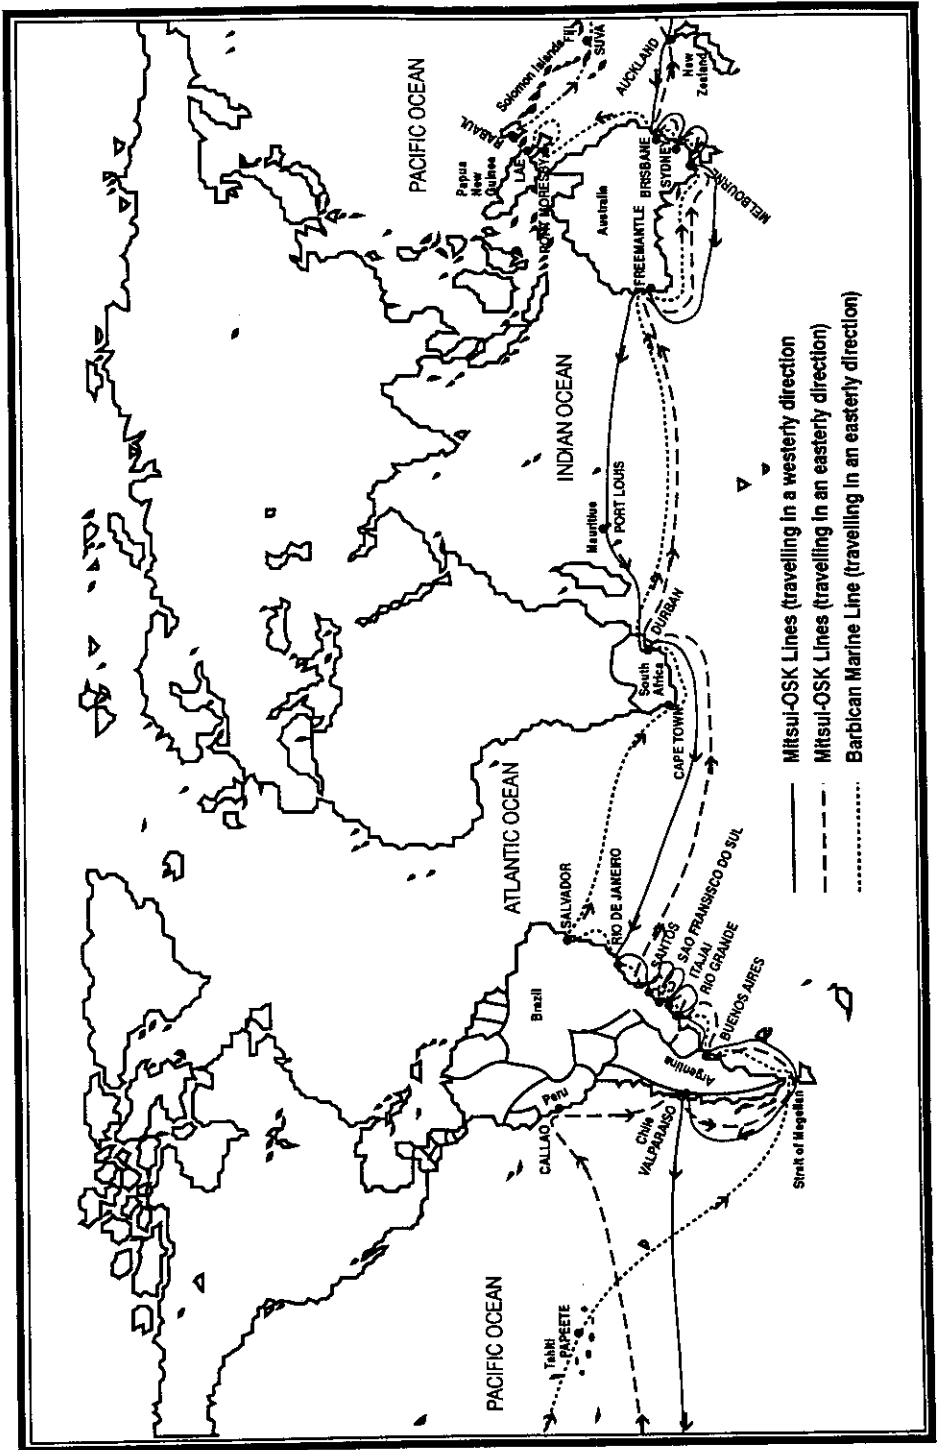 PACIFIC OCEAN
ATLANTIC OCEAN
INDIAN OCEAN
PACIFIC OCEAN
Tahiti
PAPEETE
CALLAO
Peru
Chile
VALPARAISO
Strait of Megellan
Argentina
Brazil
SALVADOR
RIO DE JANEIRO
SANTOS
SAO FRANSISCO DO SUL
ITAJAI
RIO GRANDE
BUENOS AIRES
CAPE TOWN
South
Africa
DURBAN
Mauritius
PORT LOUIS
FREEMANTLE
Australia
BRISBANE
SYDNEY
MELBOURNE
Papua
New
Guinea
LAE
PORT MORESBY
RABAUL
Solomon Islands
Fiji
SUVA
AUCKLAND
New
Zealand
Mitsui-OSK Lines (travelling in a westerly direction
Mitsui-OSK Lines (travelling in an easterly direction)
Barbican Marine Line (travelling in an easterly direction)